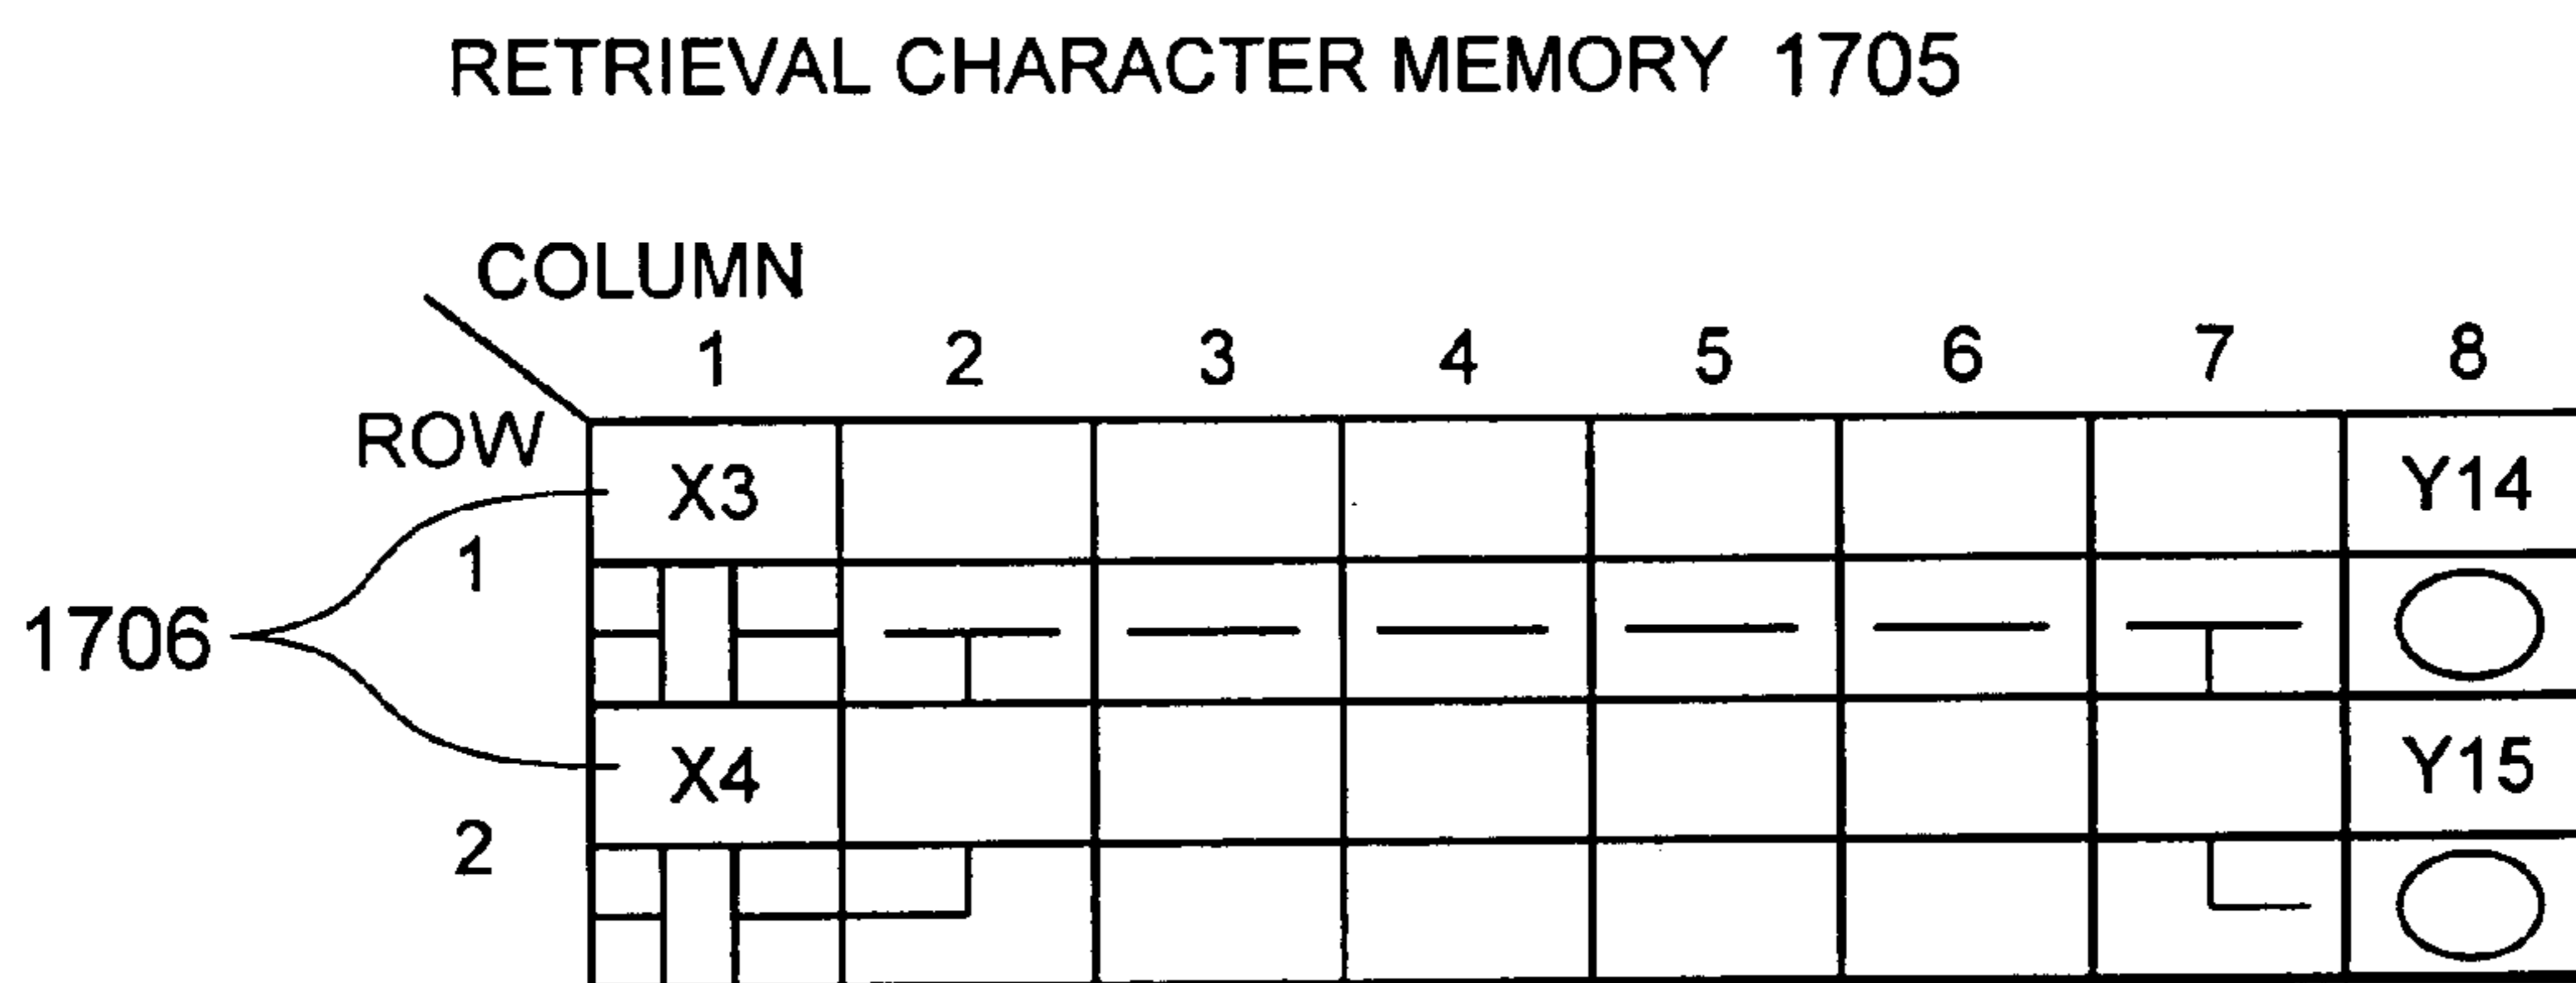 RETRIEVAL CHARACTER MEMORY 1705
COLUMN
1 2 3 4 5 6 7 8
ROW
X3 Y14
1
1706
X4 Y15
2